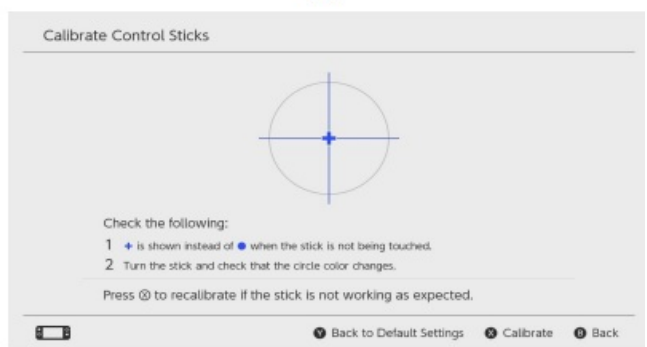 Calibrate Control Sticks
Check the following:
1 + is shown instead of ● when the stick is not being touched.
2 Turn the stick and check that the circle color changes.
Press Ⓧ to recalibrate if the stick is not working as expected.
Ⓨ Back to Default Settings Ⓧ Calibrate Ⓑ Back